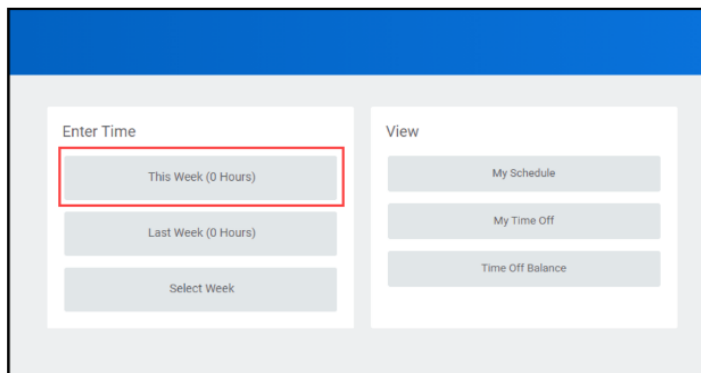 Enter Time
This Week (0 Hours)
Last Week (0 Hours)
Select Week
View
My Schedule
My Time Off
Time Off Balance